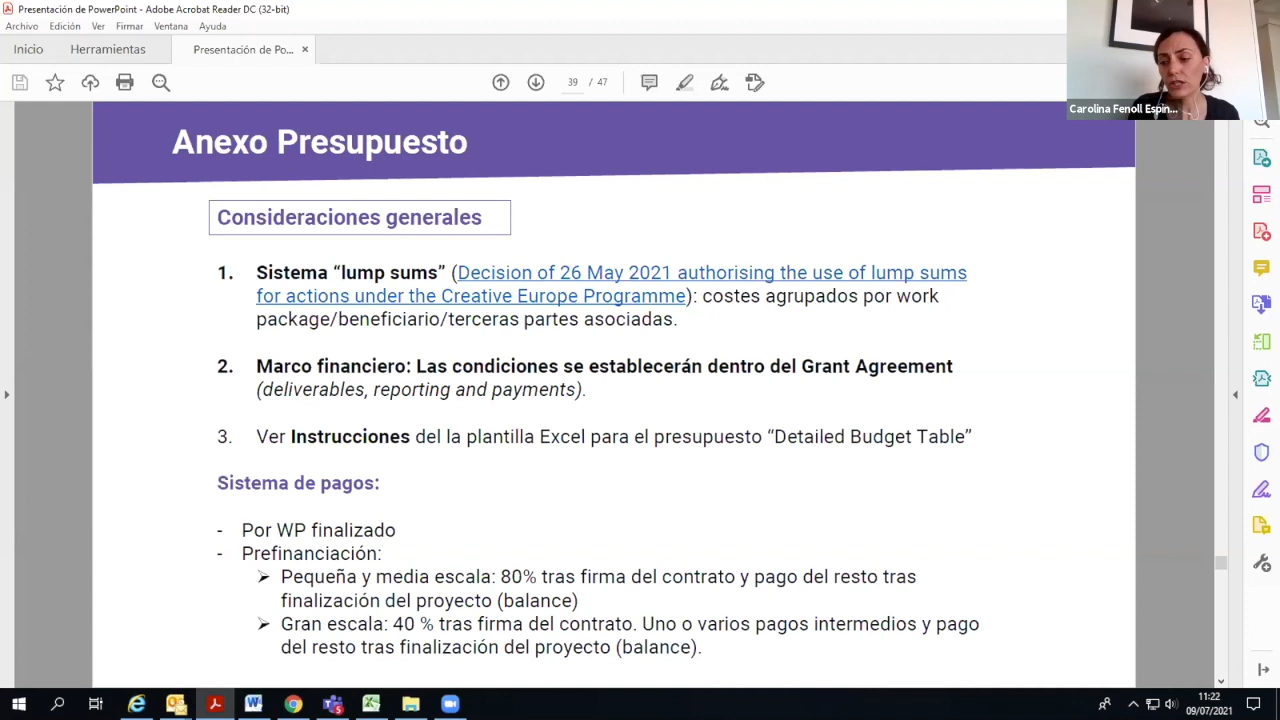 Presentación de PowerPoint - Adobe Acrobat Reader DC (32-bit)
Archivo Edición Ver Firmar Ventana Ayuda
Inicio Herramientas Presentación de Po... ×
39 / 47
Carolina Fenoll Espin...
Anexo Presupuesto
Consideraciones generales
1. Sistema “lump sums” (Decision of 26 May 2021 authorising the use of lump sums
for actions under the Creative Europe Programme): costes agrupados por work
package/beneficiario/terceras partes asociadas.
2. Marco financiero: Las condiciones se establecerán dentro del Grant Agreement
(deliverables, reporting and payments).
3. Ver Instrucciones del la plantilla Excel para el presupuesto “Detailed Budget Table”
Sistema de pagos:
- Por WP finalizado
- Prefinanciación:
➢ Pequeña y media escala: 80% tras firma del contrato y pago del resto tras
finalización del proyecto (balance)
➢ Gran escala: 40 % tras firma del contrato. Uno o varios pagos intermedios y pago
del resto tras finalización del proyecto (balance).
11:22
09/07/2021